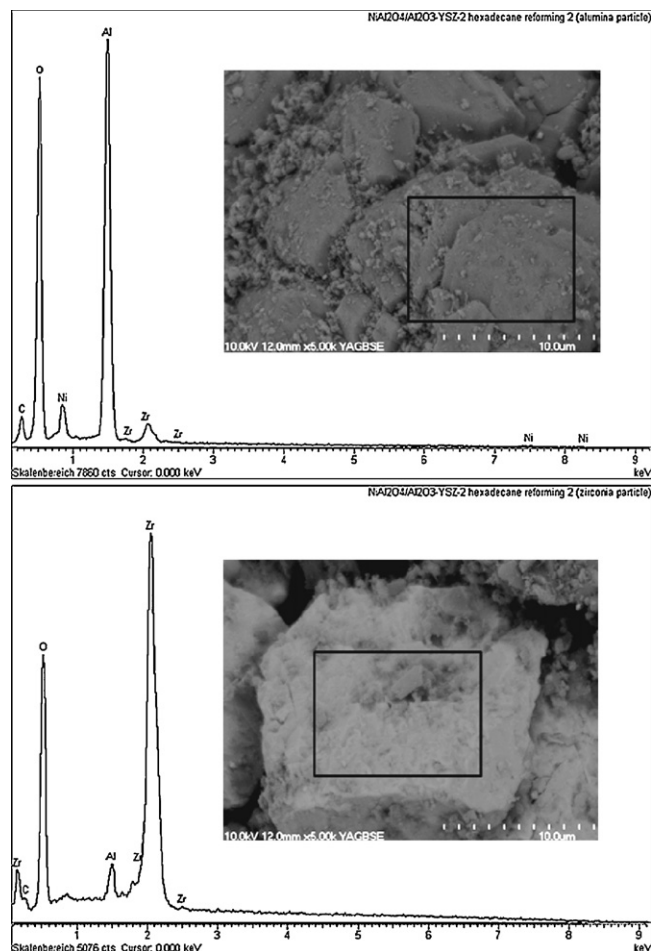 NiAl2O4/Al2O3-YSZ-2 hexadecane reforming 2 (alumina particle)
Al
O
10.0kV 12.0mm x5.00k YAGBSE 10.0um
C Ni Zr Zr Zr Ni Ni
1 2 3 4 5 6 7 8 9
Skalenbereich 7860 cts Cursor: 0.000 keV keV
NiAl2O4/Al2O3-YSZ-2 hexadecane reforming 2 (zirconia particle)
Zr
O
10.0kV 12.0mm x5.00k YAGBSE 10.0um
Zr C Al Zr Zr
1 2 3 4 5 6 7 8 9
Skalenbereich 5076 cts Cursor: 0.000 keV keV